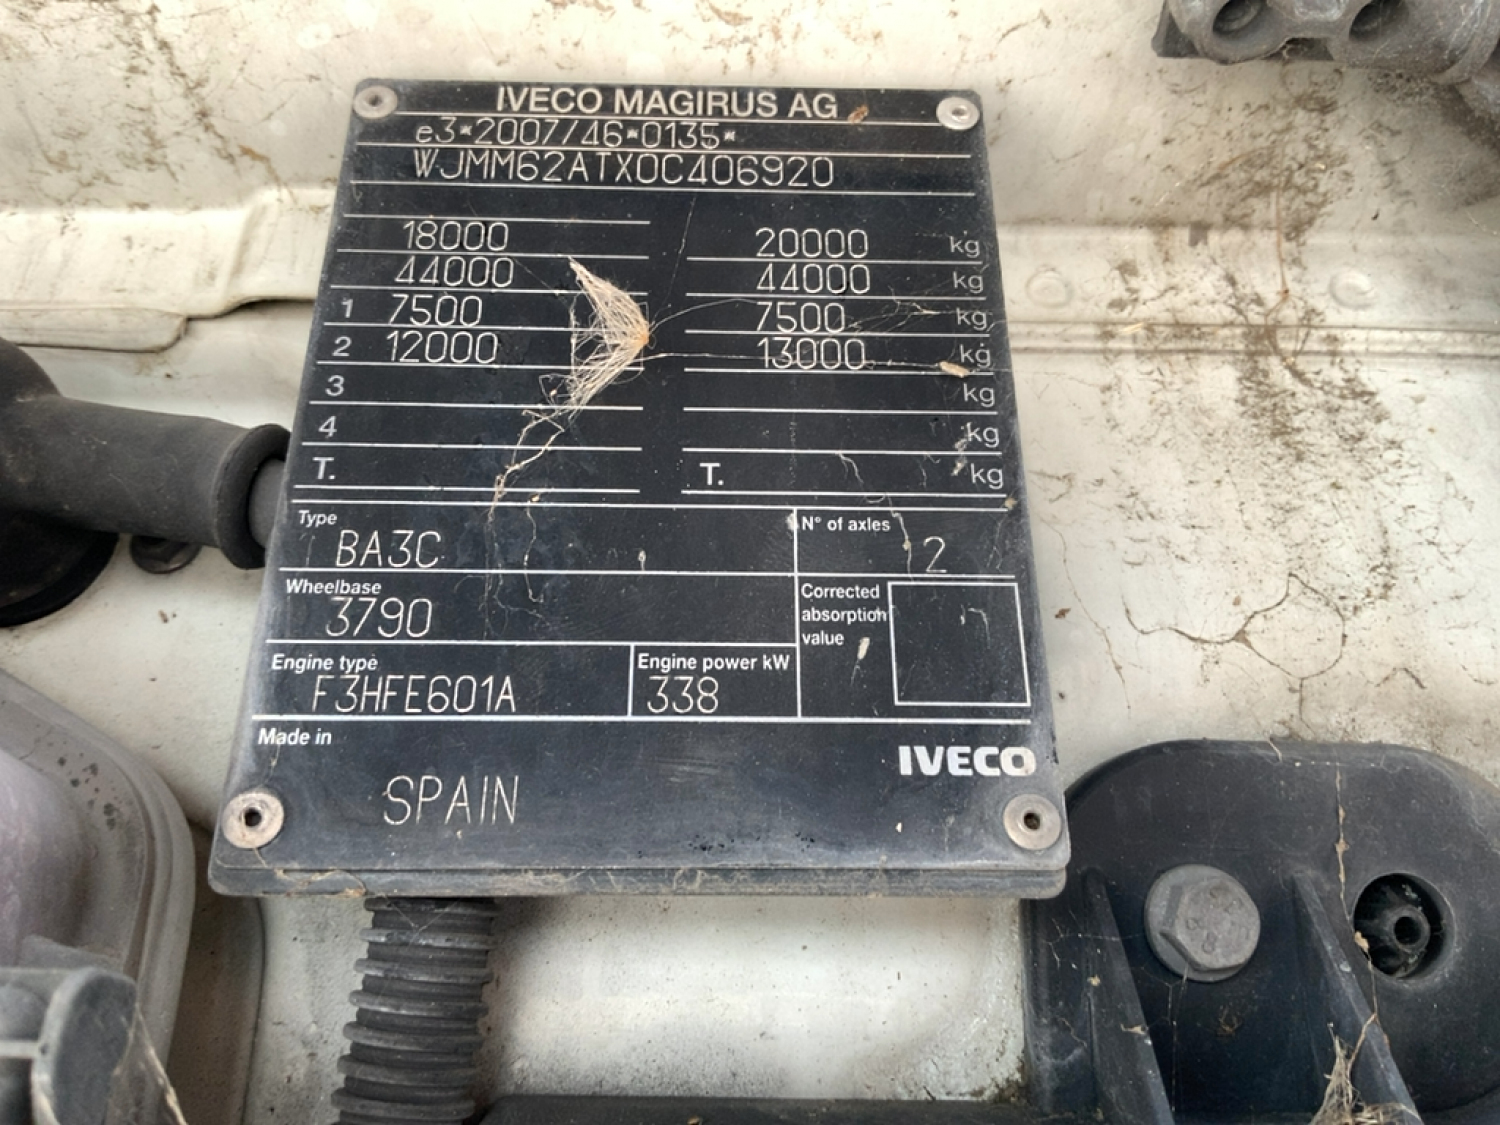 IVECO MAGIRUS AG
e3*2007/46*0135*
WJMM62ATX0C406920
18000 20000 kg
44000 44000 kg
1 7500 7500 kg
2 12000 13000 kg
3 kg
4 kg
T. T. kg
Type N° of axles
BA3C 2
Wheelbase Corrected absorption value
3790
Engine type Engine power kW
F3HFE601A 338
Made in
IVECO
SPAIN